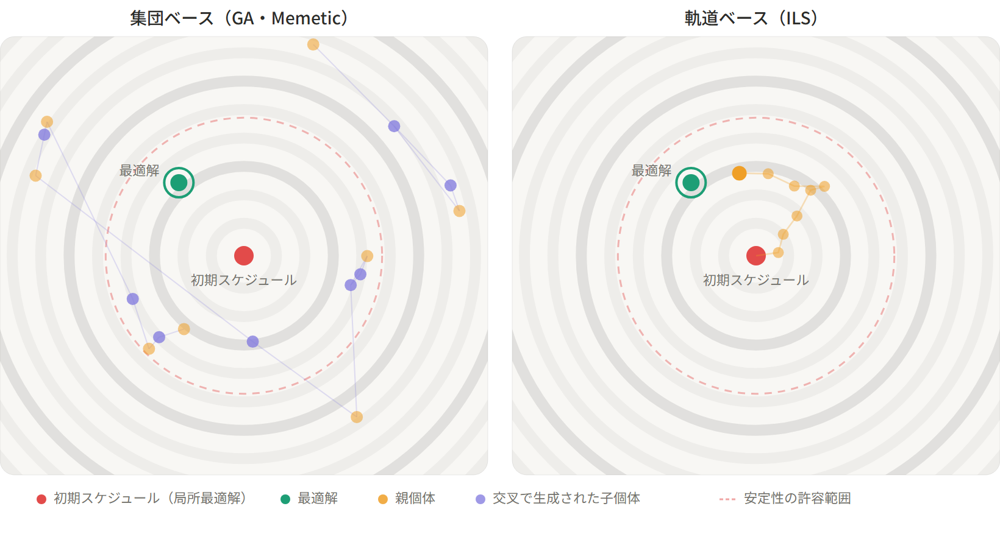 集団ベース（GA・Memetic）
軌道ベース（ILS）
最適解
初期スケジュール
最適解
初期スケジュール
初期スケジュール（局所最適解）
最適解
親個体
交叉で生成された子個体
安定性の許容範囲